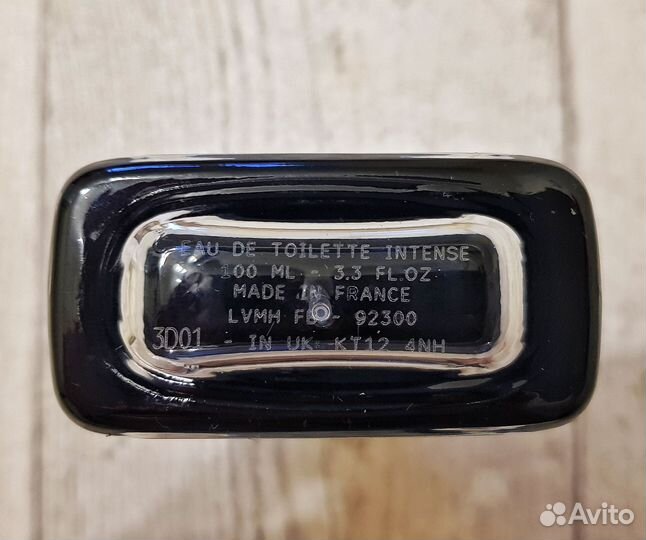 EAU DE TOILETTE INTENSE
100 ML - 3.3 FL.OZ
MADE IN FRANCE
LVMH FB - 92300
3D01 - IN UK KT12 4NH
Avito